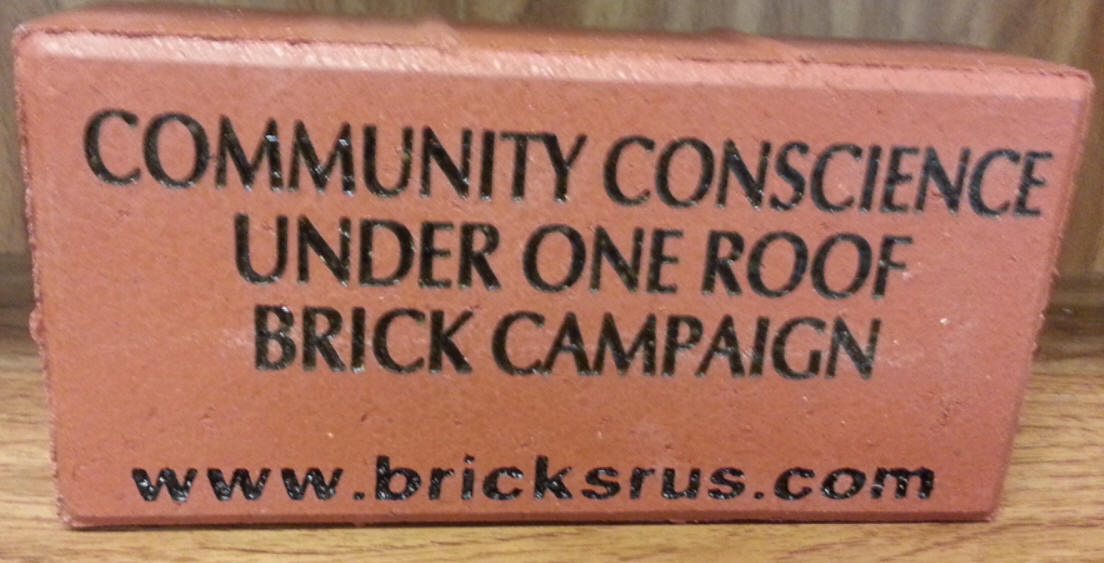 COMMUNITY CONSCIENCE
UNDER ONE ROOF
BRICK CAMPAIGN
www.bricksrus.com